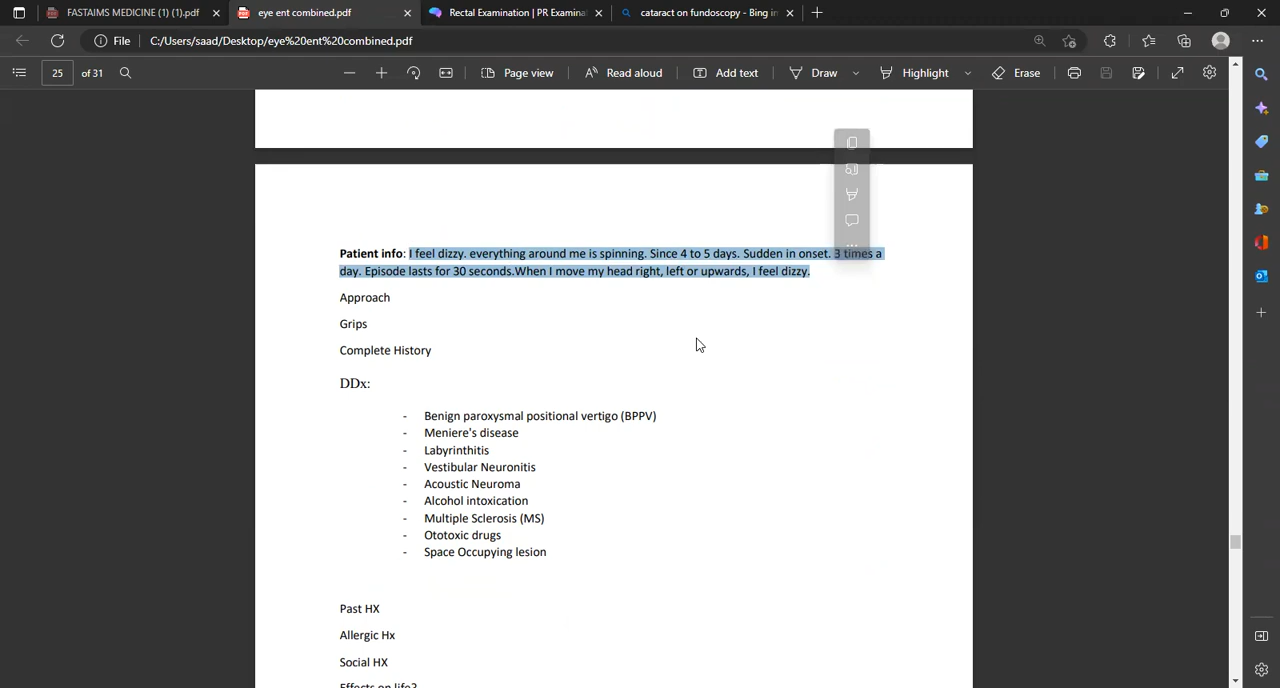 FASTAIMS MEDICINE (1) (1).pdf
eye ent combined.pdf
Rectal Examination | PR Examina
cataract on fundoscopy - Bing in
File
C:/Users/saad/Desktop/eye%20ent%20combined.pdf
25 of 31
Page view
Read aloud
Add text
Draw
Highlight
Erase
Patient info: I feel dizzy. everything around me is spinning. Since 4 to 5 days. Sudden in onset. 3 times a
day. Episode lasts for 30 seconds.When I move my head right, left or upwards, I feel dizzy.
Approach
Grips
Complete History
DDx:
- Benign paroxysmal positional vertigo (BPPV)
- Meniere's disease
- Labyrinthitis
- Vestibular Neuronitis
- Acoustic Neuroma
- Alcohol intoxication
- Multiple Sclerosis (MS)
- Ototoxic drugs
- Space Occupying lesion
Past HX
Allergic Hx
Social HX
Effects on life?